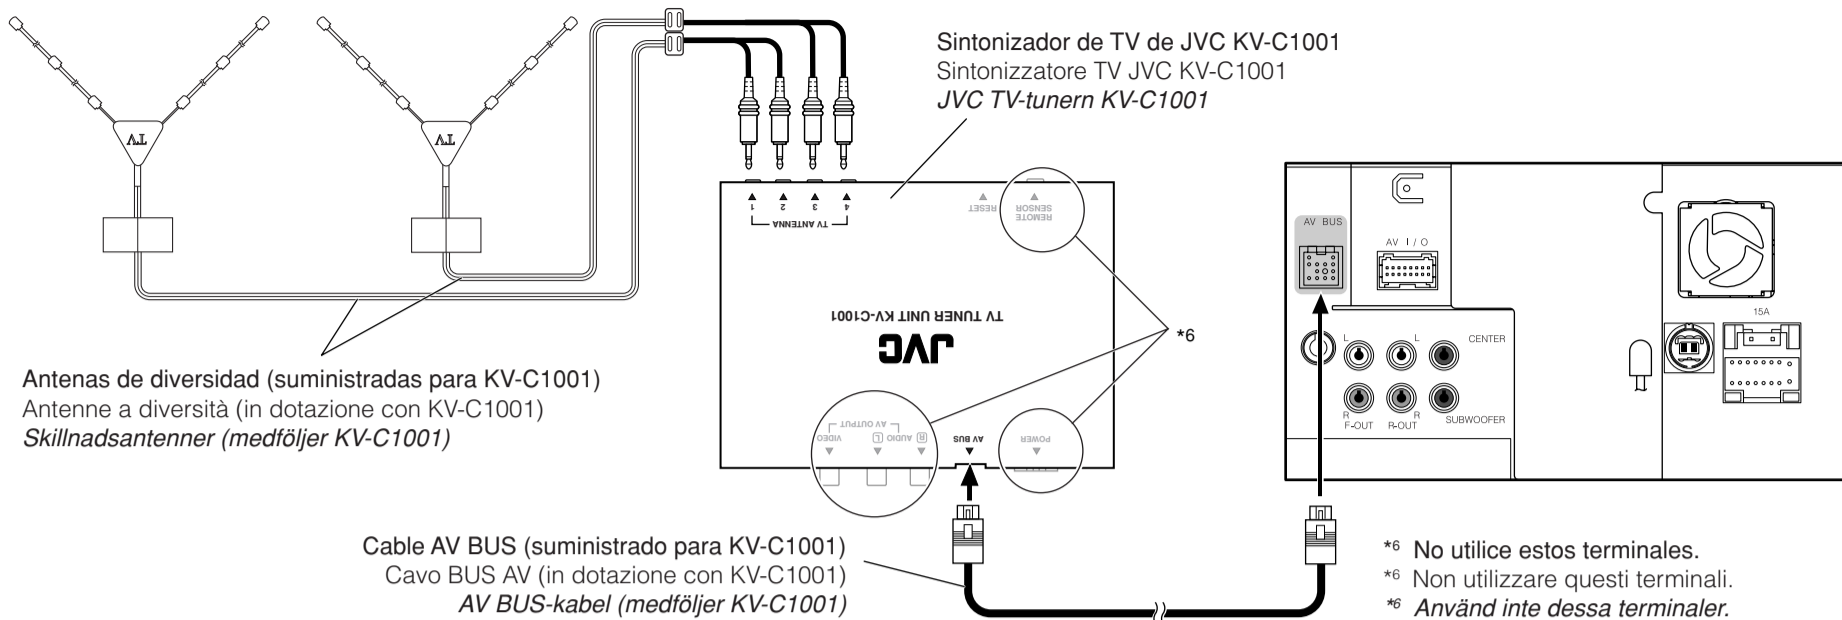 Sintonizador de TV de JVC KV-C1001
Sintonizzatore TV JVC KV-C1001
JVC TV-tunern KV-C1001
TV
TV
1
2
3
4
TV ANTENNA
RESET
REMOTE
SENSOR
TV TUNER UNIT KV-C1001
JVC
*6
VIDEO
L AUDIO R
AV OUTPUT
AV BUS
POWER
Antenas de diversidad (suministradas para KV-C1001)
Antenne a diversità (in dotazione con KV-C1001)
Skillnadsantenner (medföljer KV-C1001)
AV BUS
AV I / O
15A
L
L
CENTER
R
R
F-OUT
R-OUT
SUBWOOFER
Cable AV BUS (suministrado para KV-C1001)
Cavo BUS AV (in dotazione con KV-C1001)
AV BUS-kabel (medföljer KV-C1001)
*6 No utilice estos terminales.
*6 Non utilizzare questi terminali.
*6 Använd inte dessa terminaler.